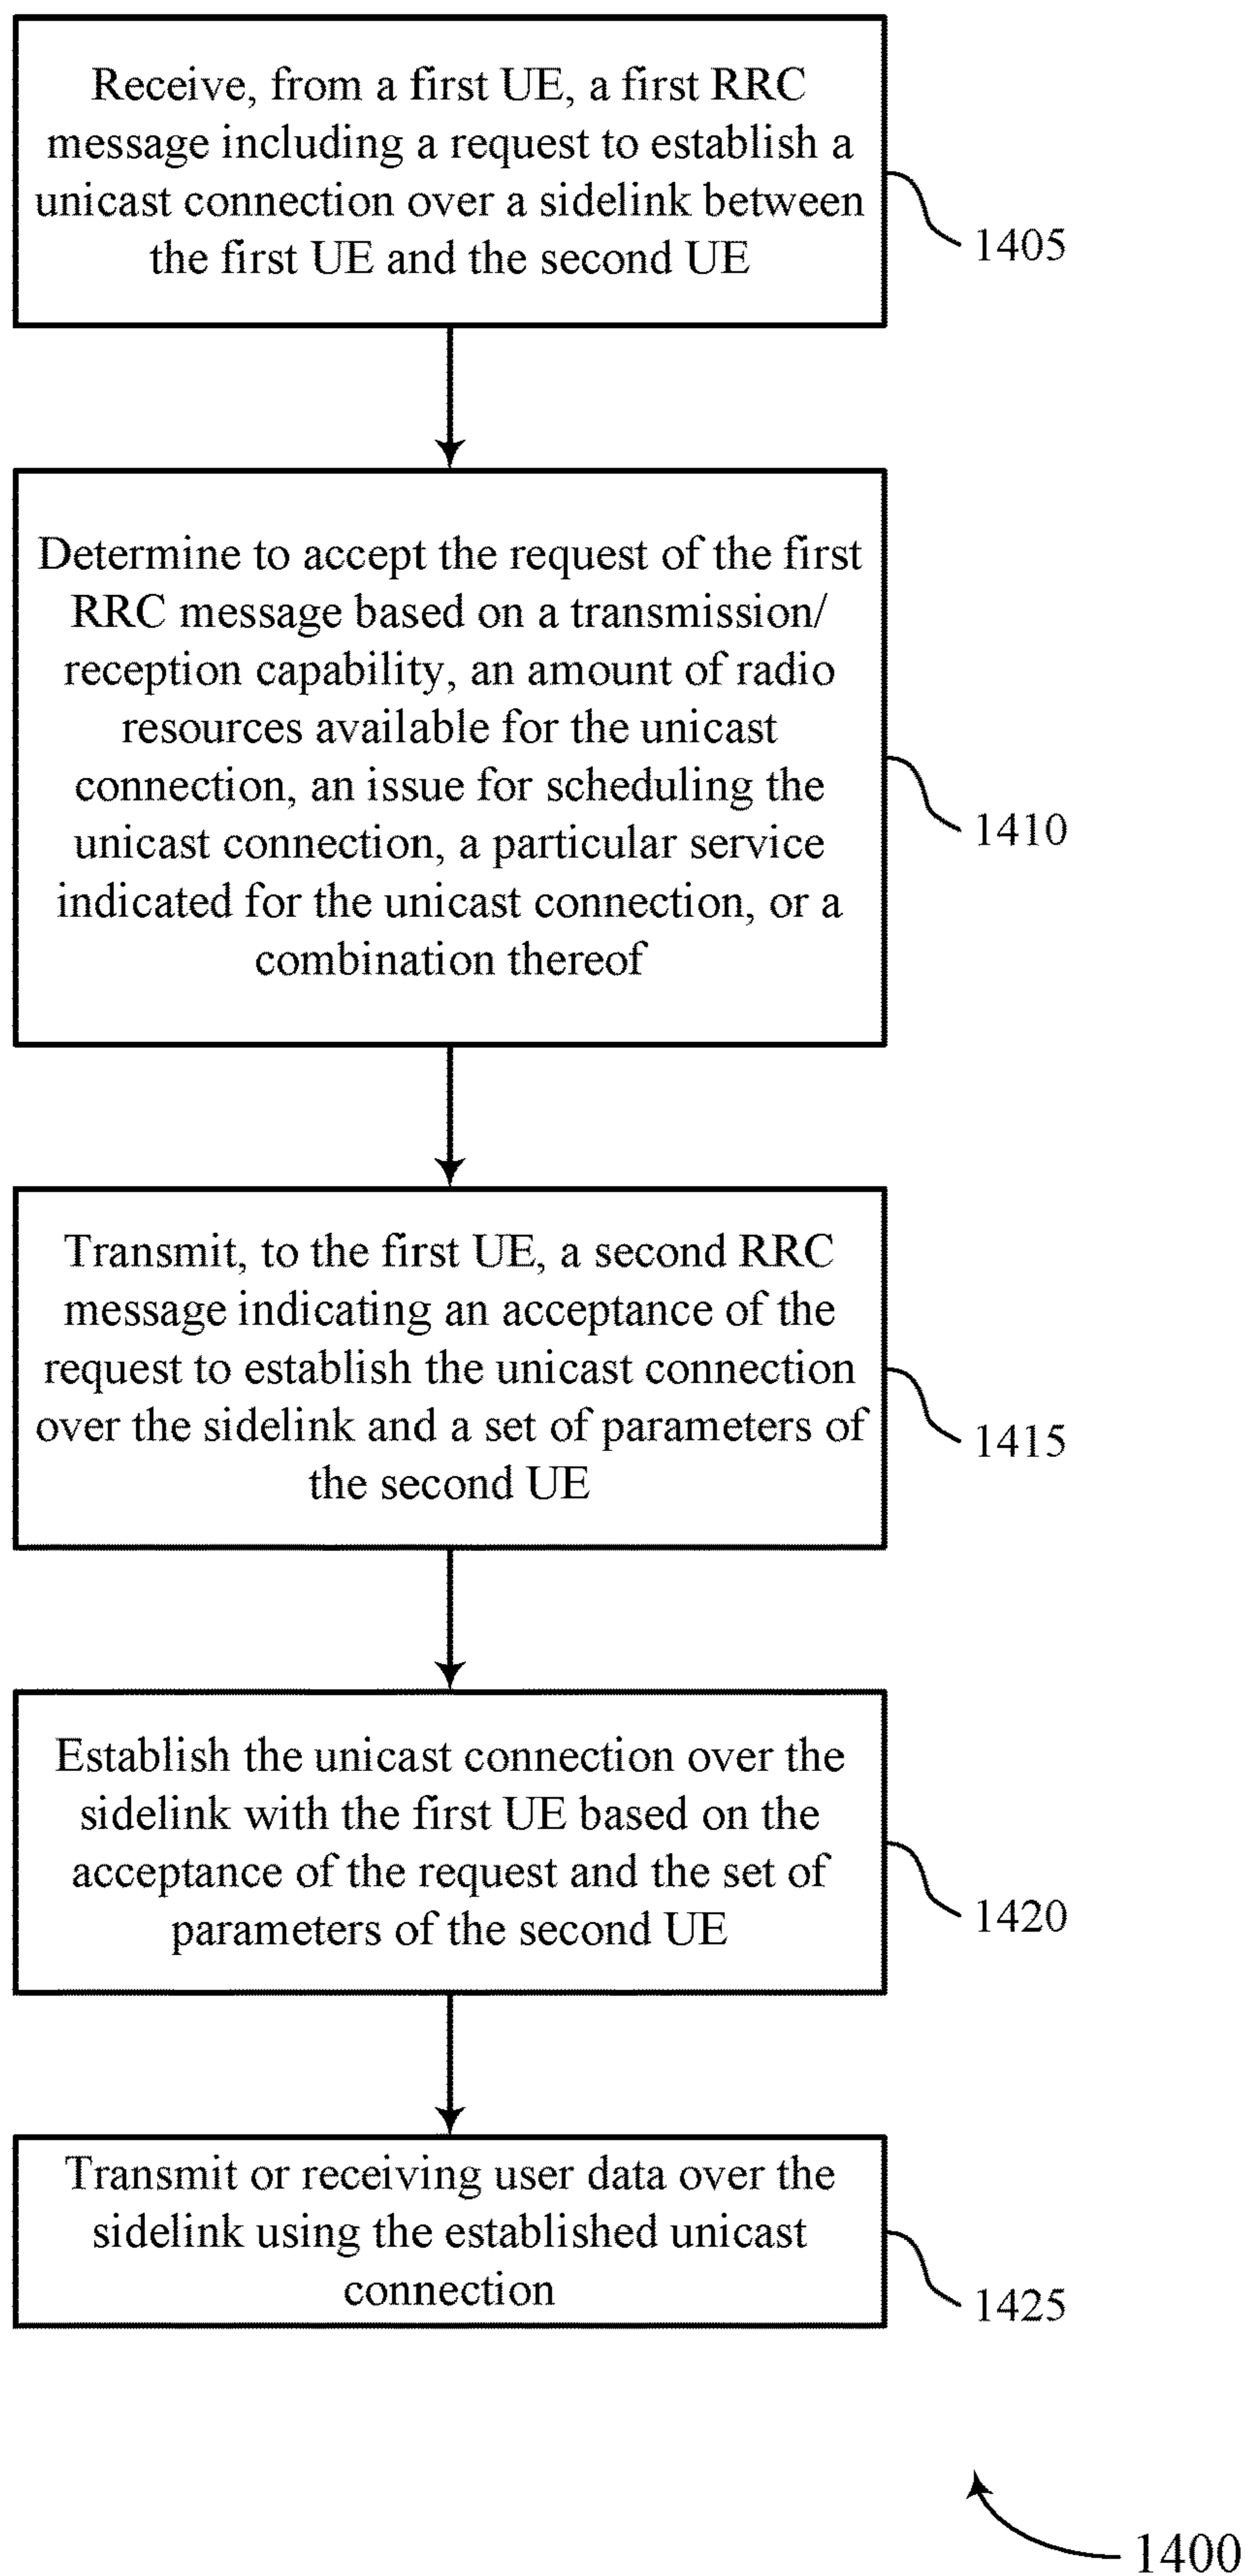 Receive, from a first UE, a first RRC
message including a request to establish a
unicast connection over a sidelink between
the first UE and the second UE
1405
Determine to accept the request of the first
RRC message based on a transmission/
reception capability, an amount of radio
resources available for the unicast
connection, an issue for scheduling the
unicast connection, a particular service
indicated for the unicast connection, or a
combination thereof
1410
Transmit, to the first UE, a second RRC
message indicating an acceptance of the
request to establish the unicast connection
over the sidelink and a set of parameters of
the second UE
1415
Establish the unicast connection over the
sidelink with the first UE based on the
acceptance of the request and the set of
parameters of the second UE
1420
Transmit or receiving user data over the
sidelink using the established unicast
connection
1425
1400